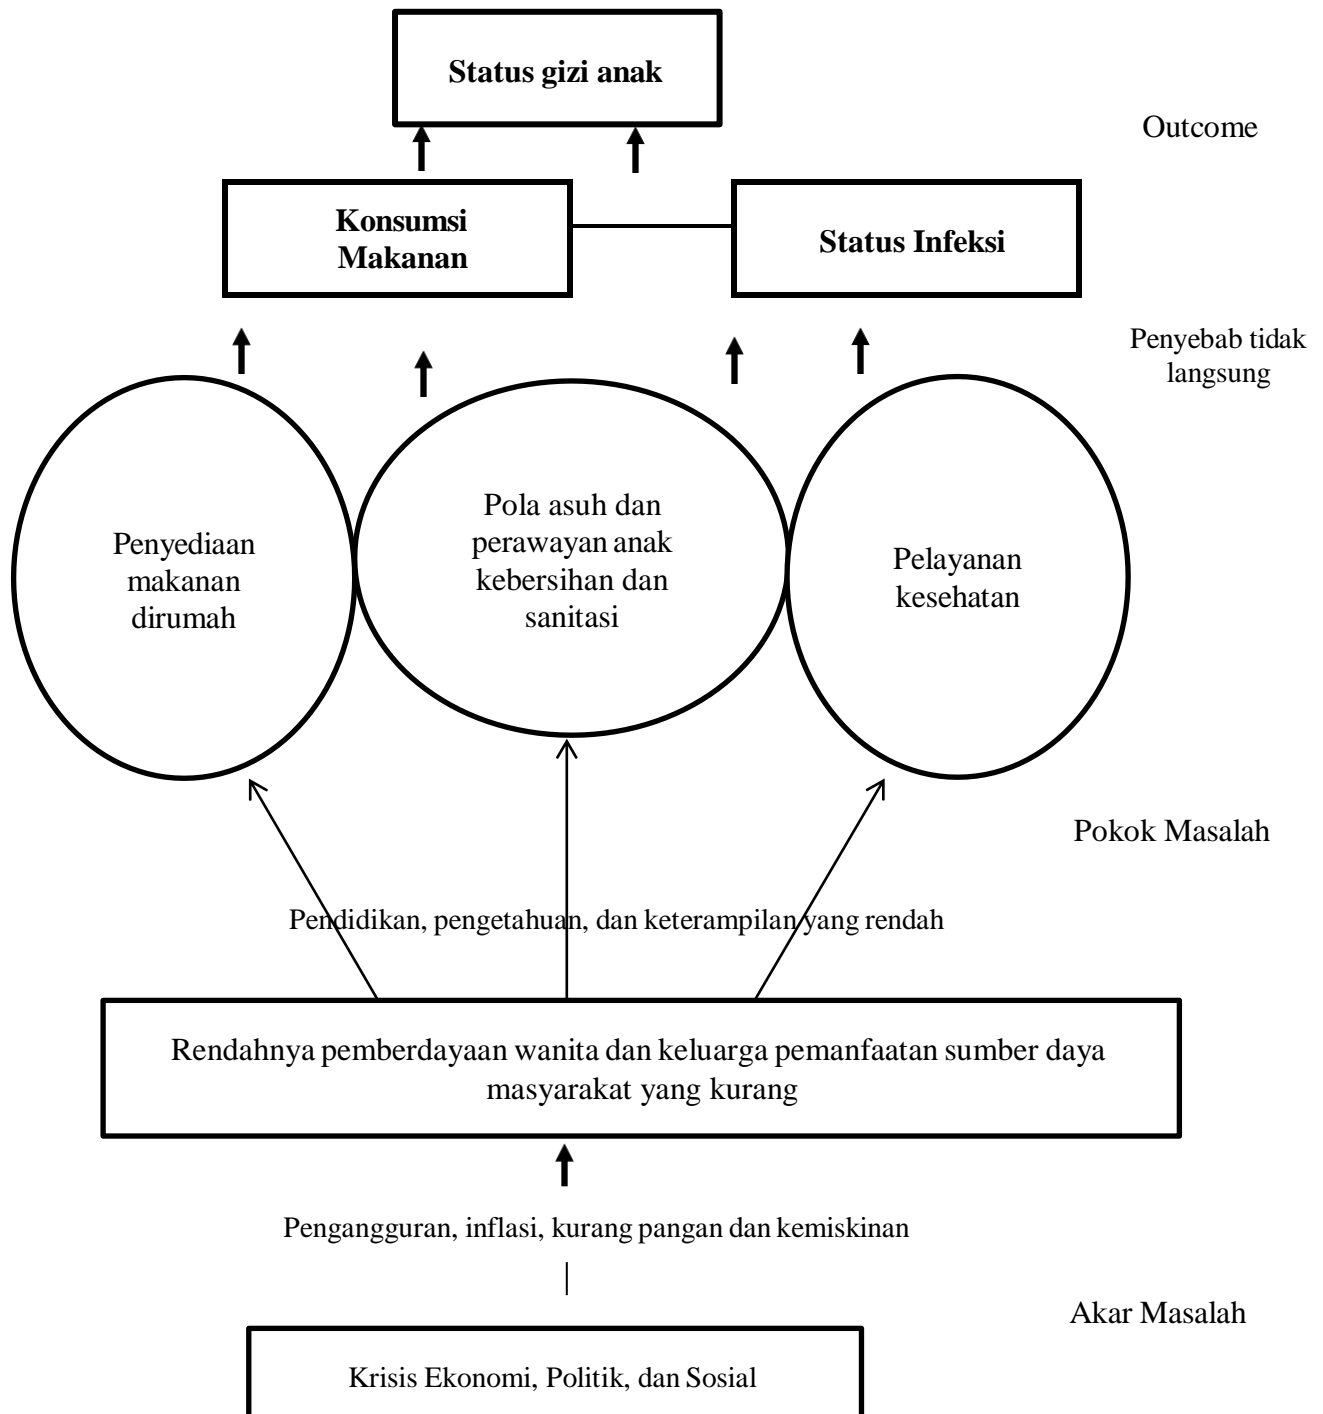 Status gizi anak
Outcome
Konsumsi
Makanan
Status Infeksi
Penyebab tidak
langsung
Penyediaan
makanan
dirumah
Pola asuh dan
perawayan anak
kebersihan dan
sanitasi
Pelayanan
kesehatan
Pokok Masalah
Pendidikan, pengetahuan, dan keterampilan yang rendah
Rendahnya pemberdayaan wanita dan keluarga pemanfaatan sumber daya
masyarakat yang kurang
Pengangguran, inflasi, kurang pangan dan kemiskinan
Akar Masalah
Krisis Ekonomi, Politik, dan Sosial